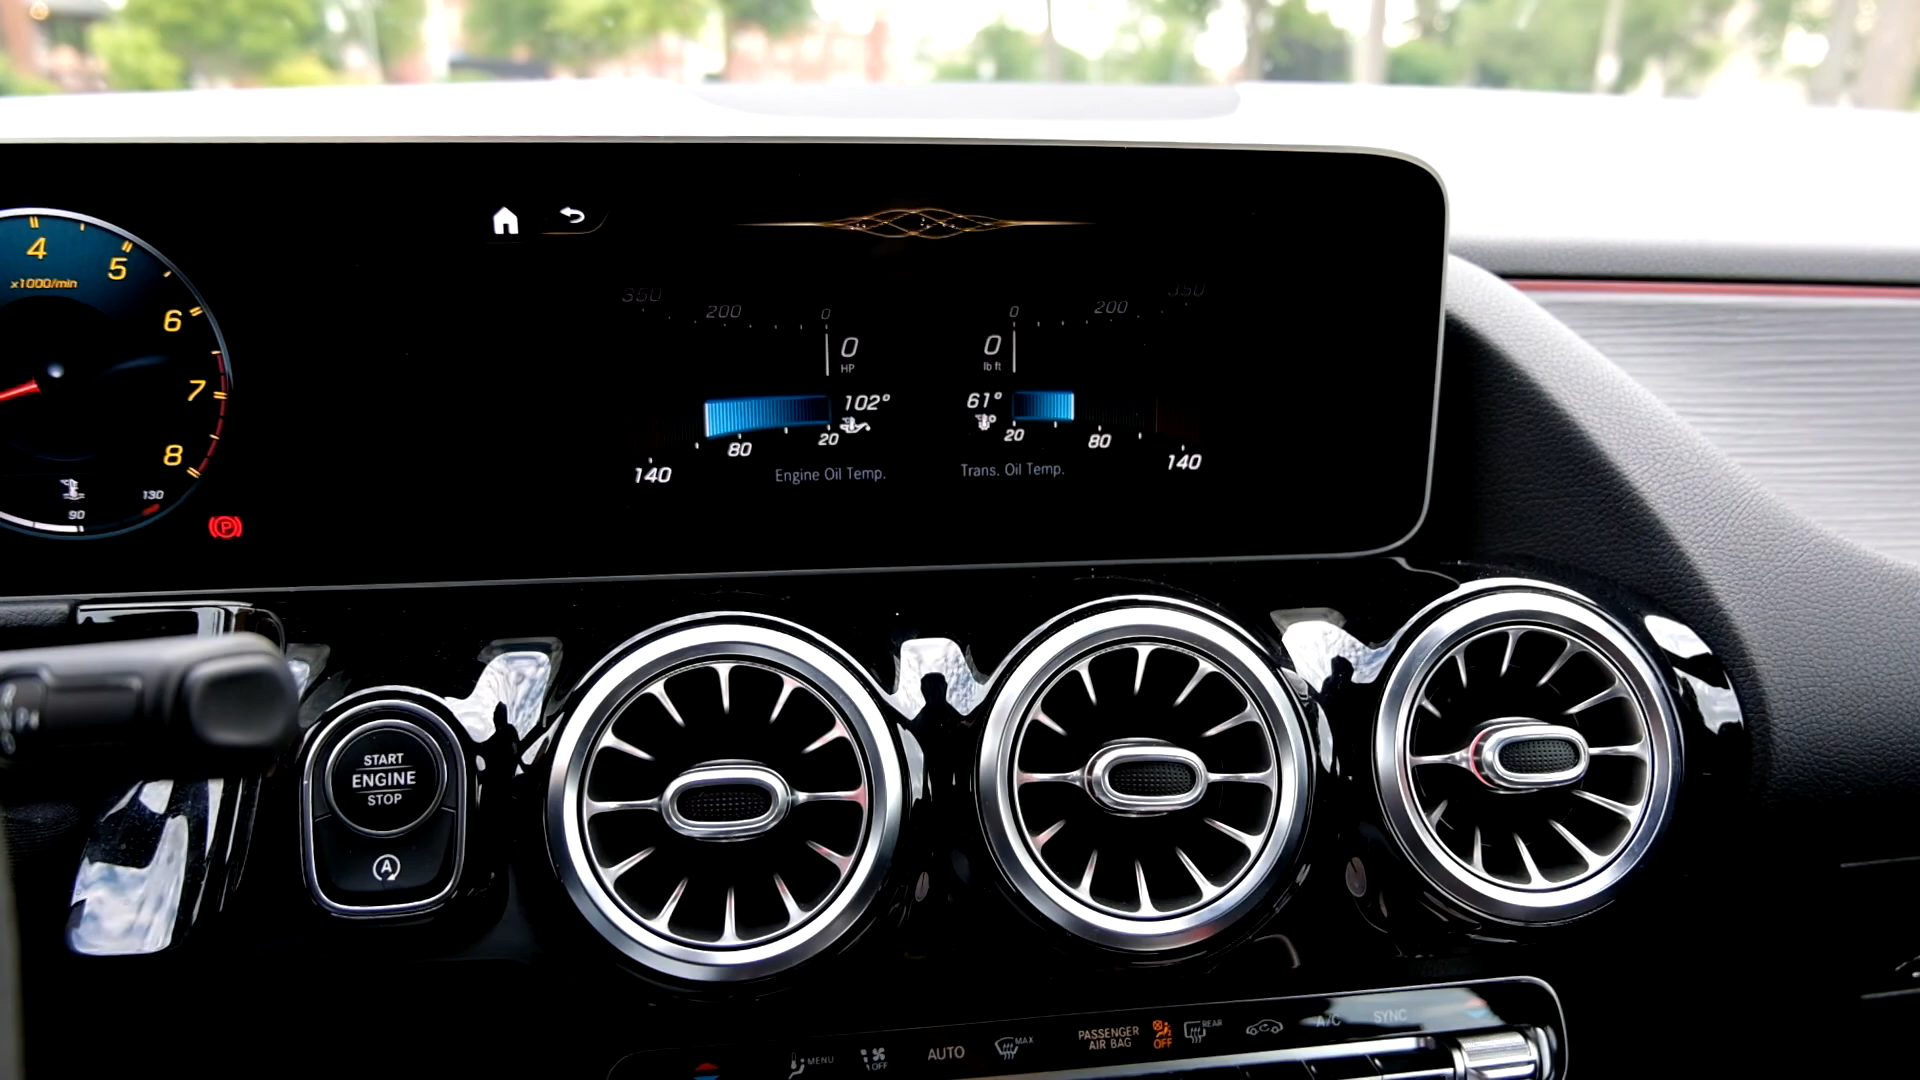 4
5
x1000/min
6
7
8
130
90
P
350
200
0
0
HP
102°
20
80
140
Engine Oil Temp.
0
200
350
0
lb ft
61°
20
80
140
Trans. Oil Temp.
START
ENGINE
STOP
A
MENU
OFF
AUTO
MAX
PASSENGER
AIR BAG
OFF
REAR
A/C
SYNC